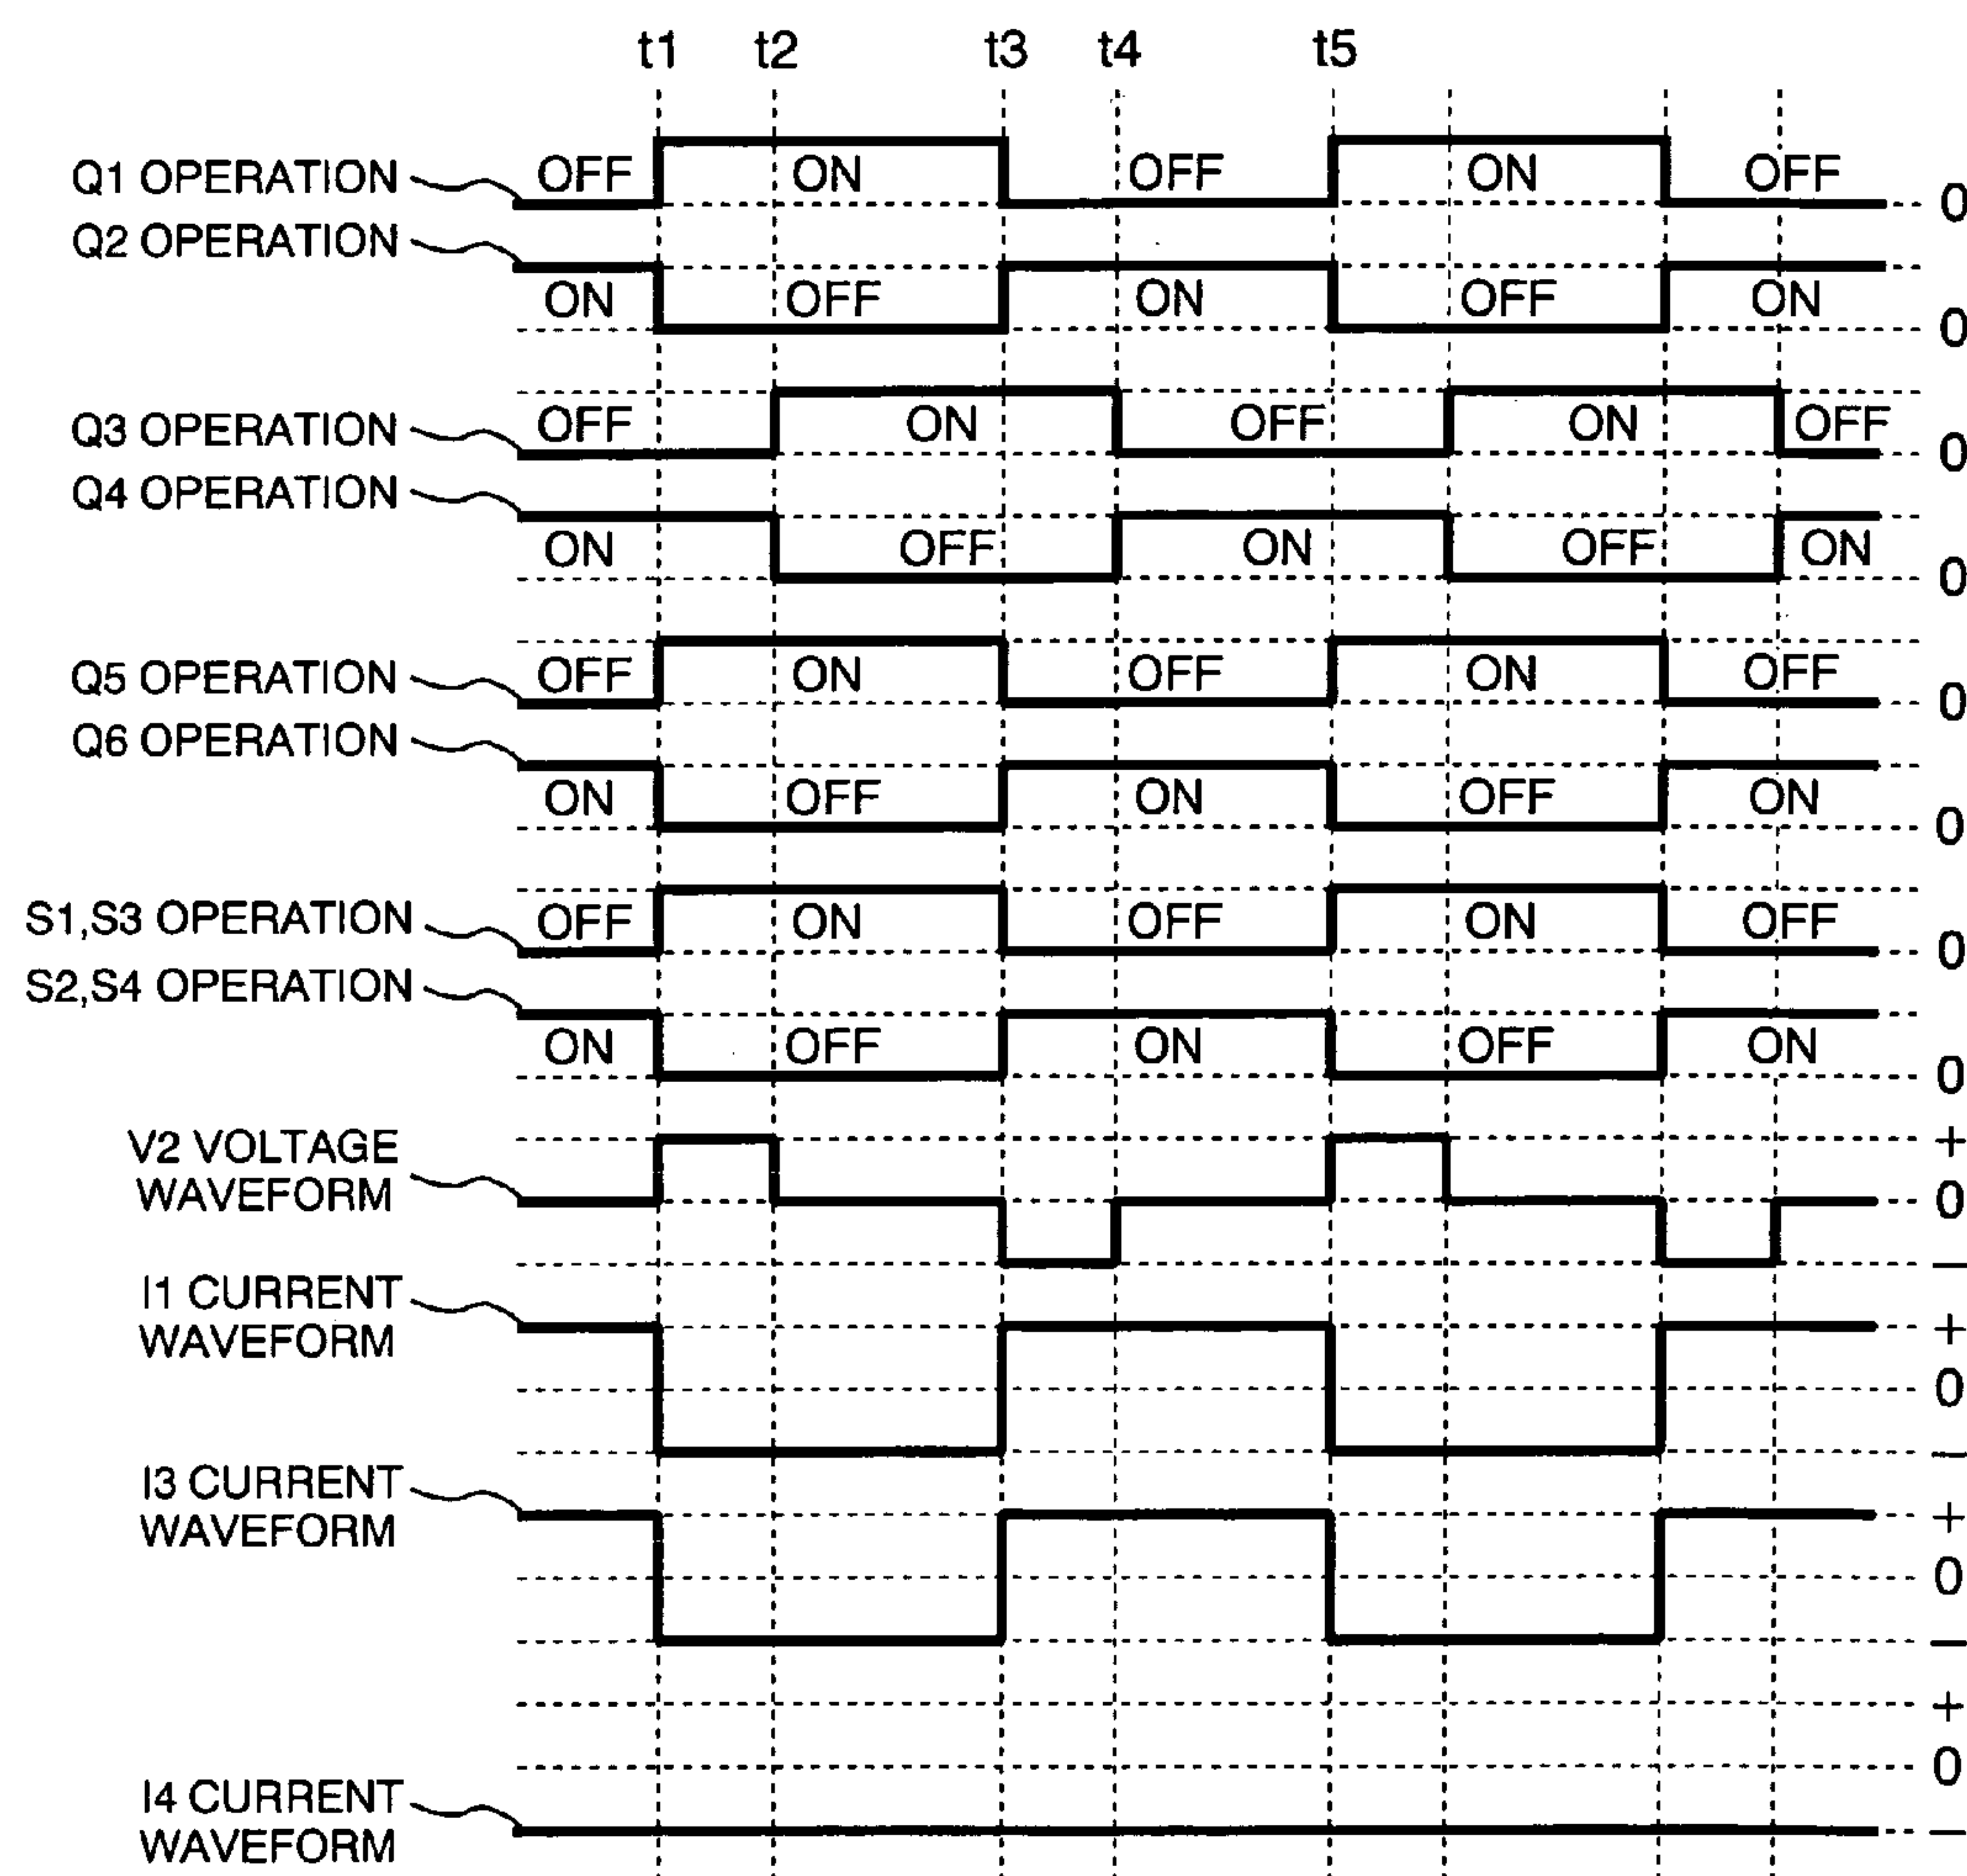 t1 t2 t3 t4 t5
Q1 OPERATION OFF ON OFF ON OFF 0
Q2 OPERATION ON OFF ON OFF ON 0
Q3 OPERATION OFF ON OFF ON OFF 0
Q4 OPERATION ON OFF ON OFF ON 0
Q5 OPERATION OFF ON OFF ON OFF 0
Q6 OPERATION ON OFF ON OFF ON 0
S1,S3 OPERATION OFF ON OFF ON OFF 0
S2,S4 OPERATION ON OFF ON OFF ON 0
V2 VOLTAGE +
WAVEFORM 0
−
I1 CURRENT +
WAVEFORM 0
−
I3 CURRENT +
WAVEFORM 0
−
+
0
I4 CURRENT
WAVEFORM −